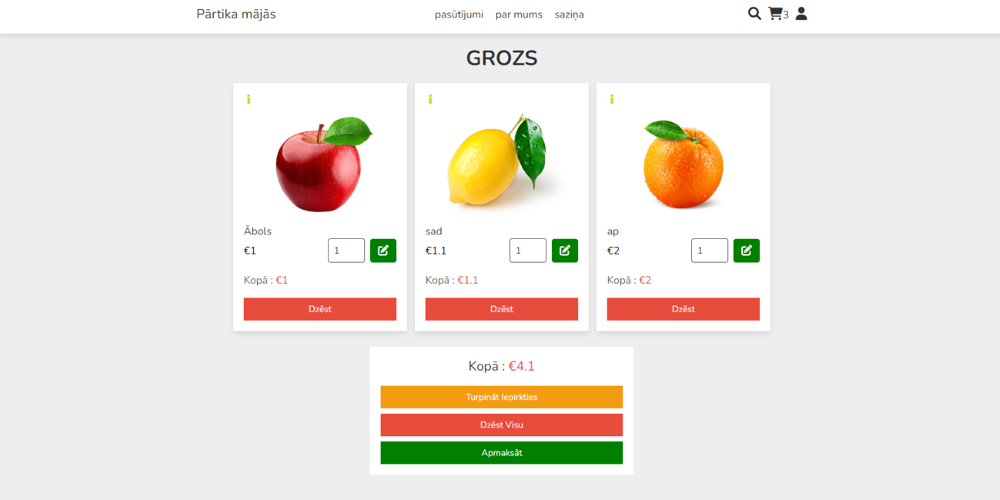 Pārtika mājās
pasūtījumi par mums saziņa
3
GROZS
Ābols
€1
1
Kopā : €1
Dzēst
sad
€1.1
1
Kopā : €1.1
Dzēst
ap
€2
1
Kopā : €2
Dzēst
Kopā : €4.1
Turpināt Iepirkties
Dzēst Visu
Apmaksāt